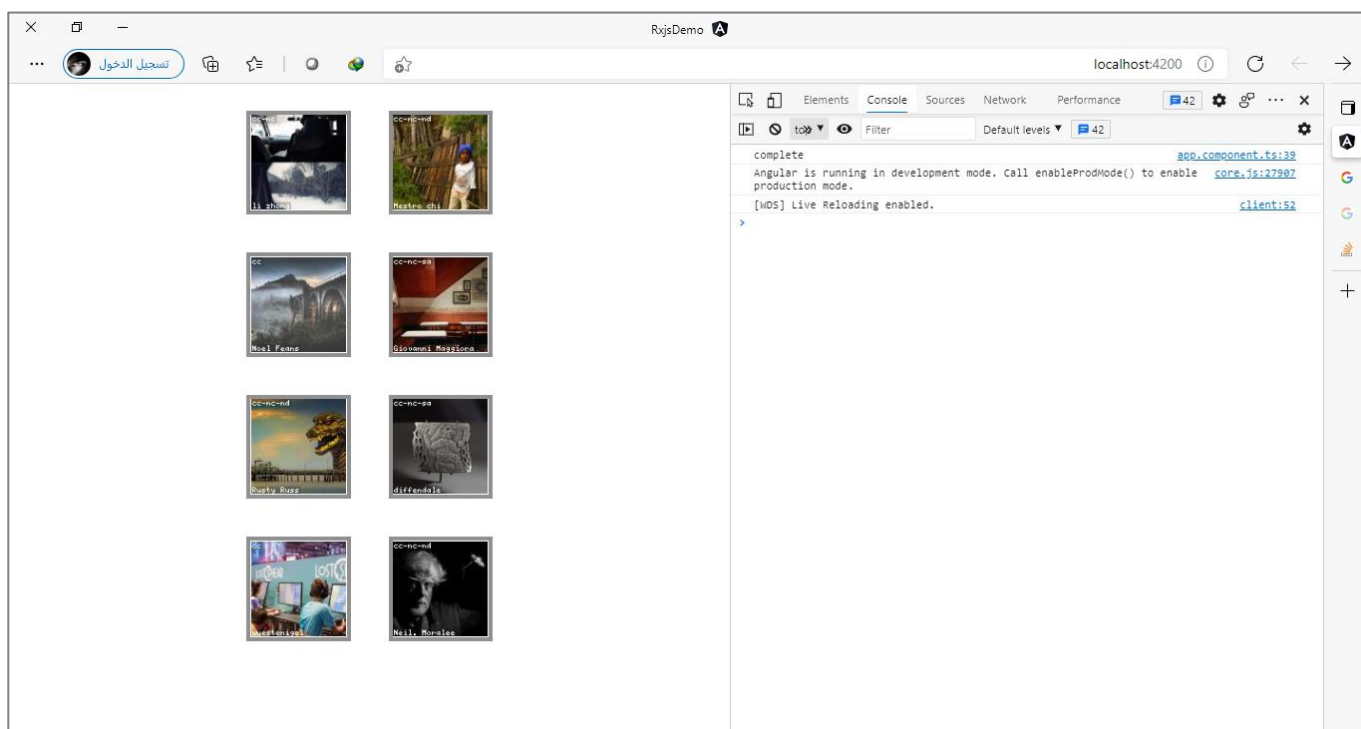 RxjsDemo
تسجيل الدخول
localhost:4200
Elements Console Sources Network Performance 42
top Filter Default levels ▼ 42
complete app.component.ts:39
Angular is running in development mode. Call enableProdMode() to enable core.js:27907
production mode.
[WDS] Live Reloading enabled. client:52
cc-nc
li zhong
cc-nc-nd
Mestro chi
cc
Noel Feans
cc-nc-sa
Giovanni Maggiora
cc-nc-nd
Rusty Russ
cc-nc-sa
diffendale
cc
LOST
cc-nc-nd
Neil. Moralee